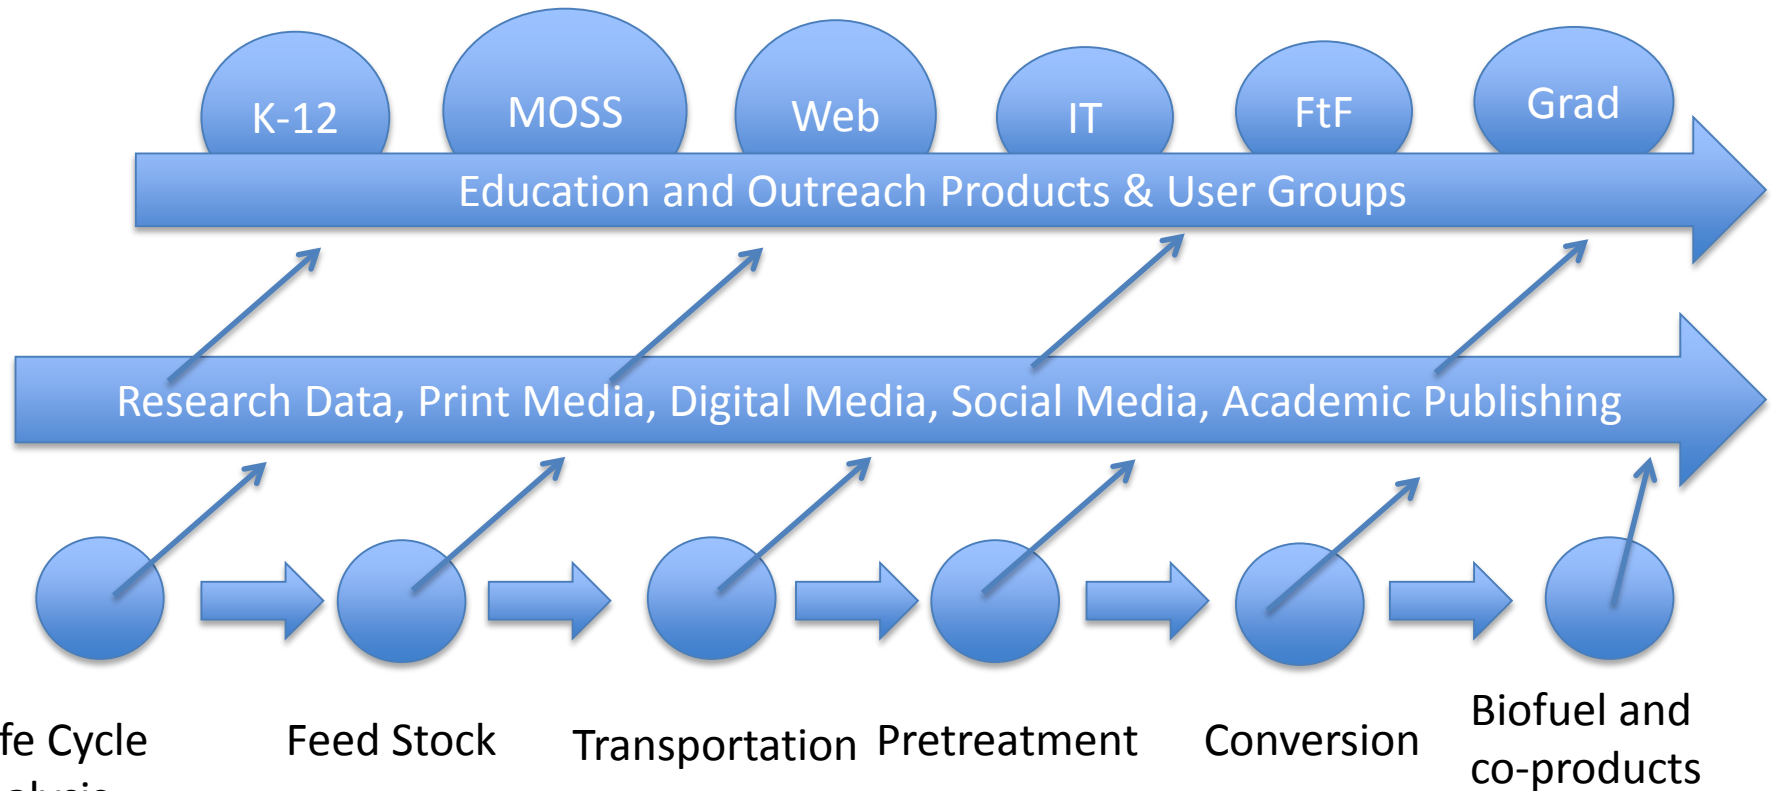 K-12
MOSS
Web
IT
FtF
Grad
Education and Outreach Products & User Groups
Research Data, Print Media, Digital Media, Social Media, Academic Publishing
Cycle
Feed Stock
Transportation
Pretreatment
Conversion
Biofuel and
co-products